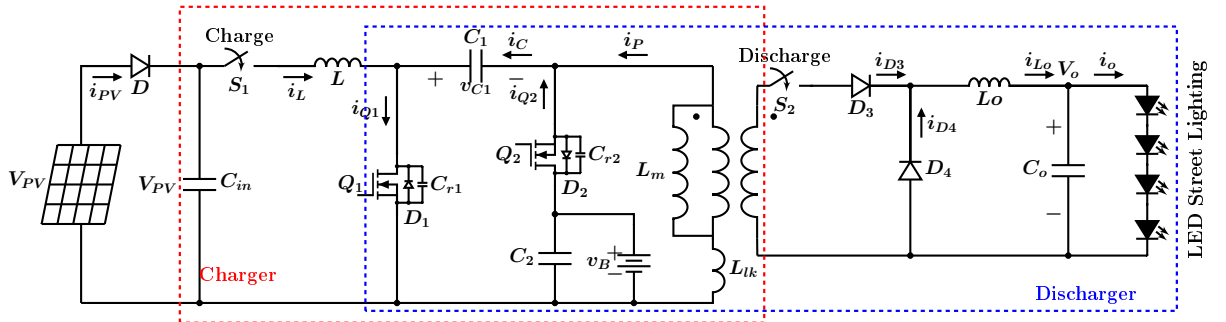 Charge
S1
iPV
D
iL
L
C1
+
vC1
−
iC
iP
iQ1
iQ2
Q1
Cr1
D1
Q2
Cr2
D2
VPV
VPV
Cin
C2
vB
+
−
Lm
Llk
Discharge
S2
iD3
D3
iD4
D4
iLo
Lo
Vo
io
+
Co
−
LED Street Lighting
Charger
Discharger